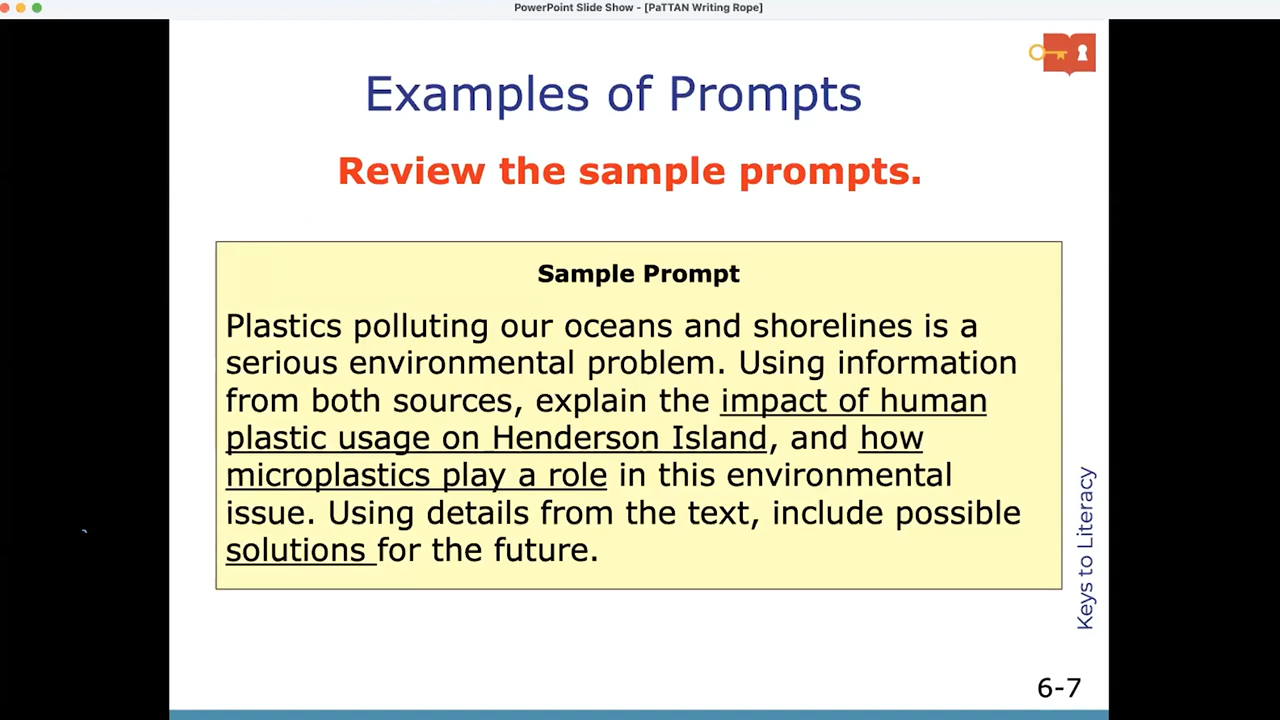 PowerPoint Slide Show - [PaTTAN Writing Rope]
Examples of Prompts
Review the sample prompts.
Sample Prompt
Plastics polluting our oceans and shorelines is a
serious environmental problem. Using information
from both sources, explain the impact of human
plastic usage on Henderson Island, and how
microplastics play a role in this environmental
issue. Using details from the text, include possible
solutions for the future.
Keys to Literacy
6-7